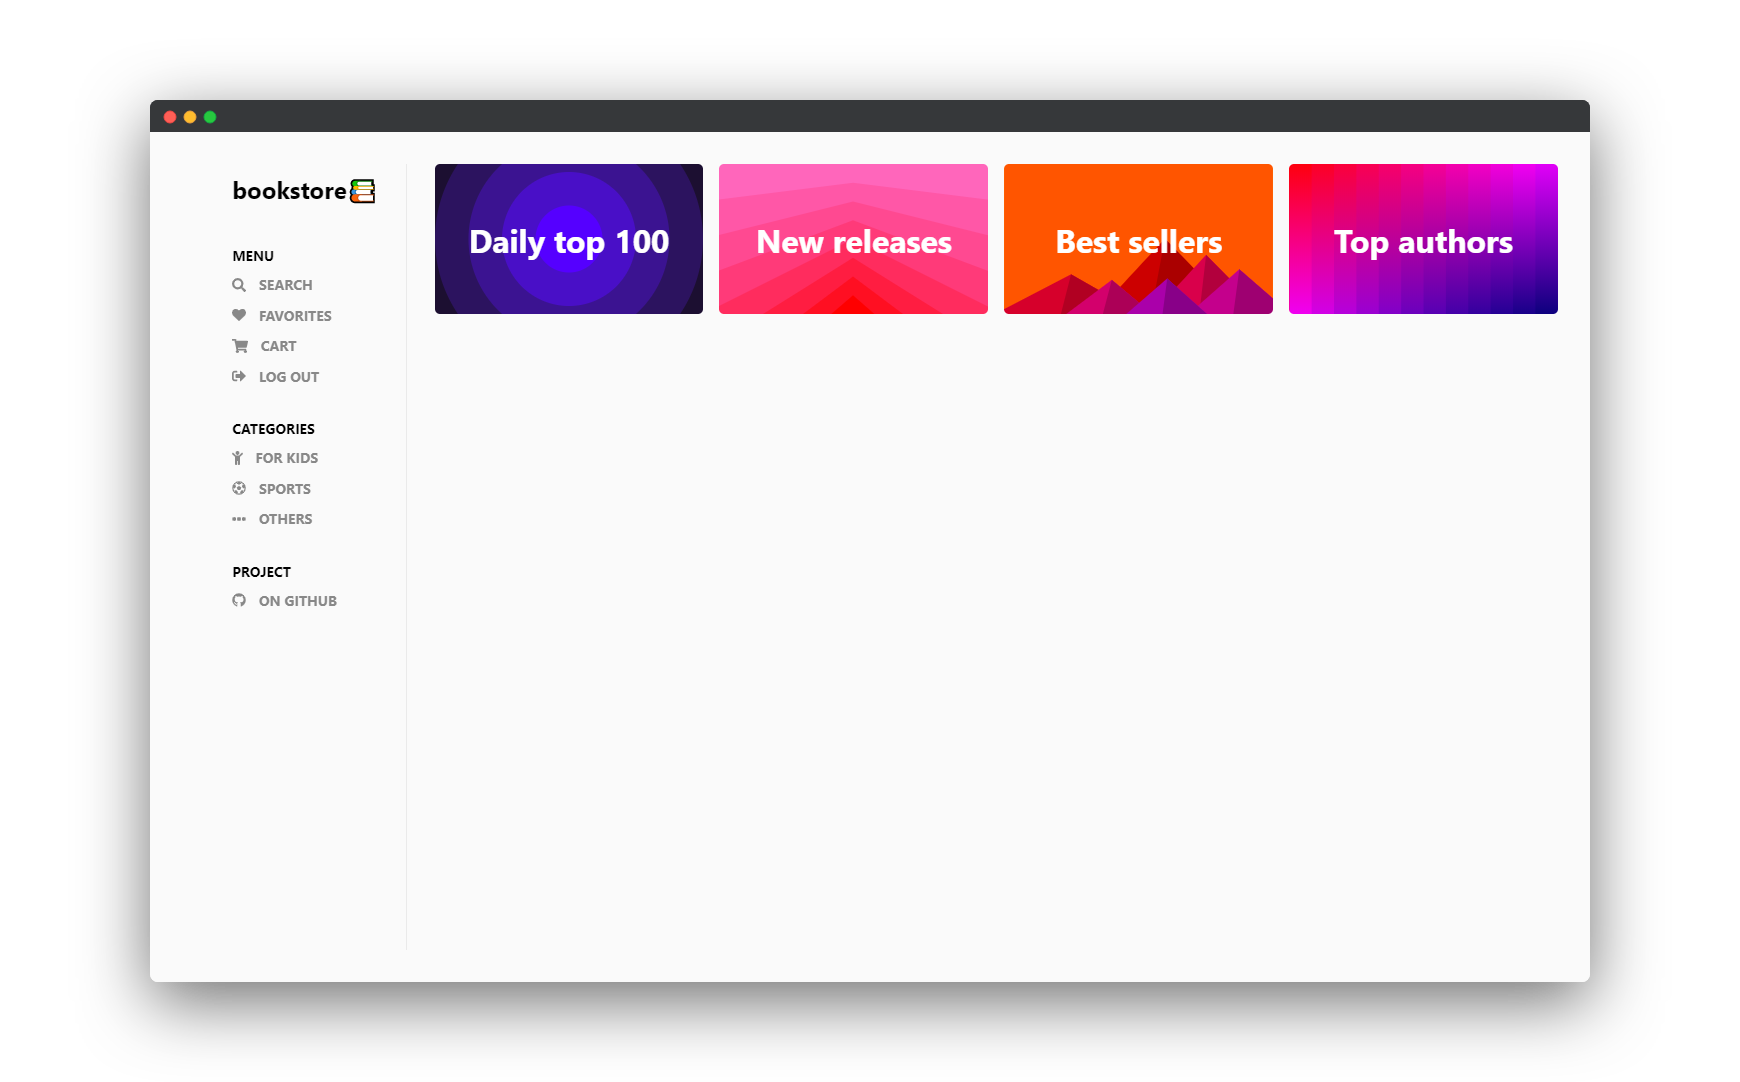 bookstore
MENU
SEARCH
FAVORITES
CART
LOG OUT
CATEGORIES
FOR KIDS
SPORTS
OTHERS
PROJECT
ON GITHUB
Daily top 100
New releases
Best sellers
Top authors